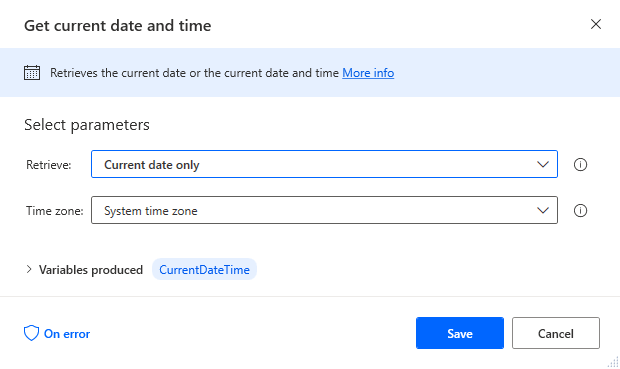 Get current date and time
Retrieves the current date or the current date and time More info
Select parameters
Retrieve: Current date only
Time zone: System time zone
Variables produced CurrentDateTime
On error Save Cancel